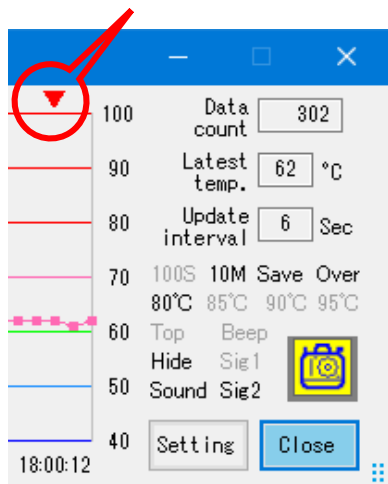 100
Data count 302
90
Latest temp. 62 °C
80
Update interval 6 Sec
70
100S 10M Save Over
80℃ 85℃ 90℃ 95℃
60
Top Beep
Hide Sig1
50
Sound Sig2
40
Setting Close
18:00:12